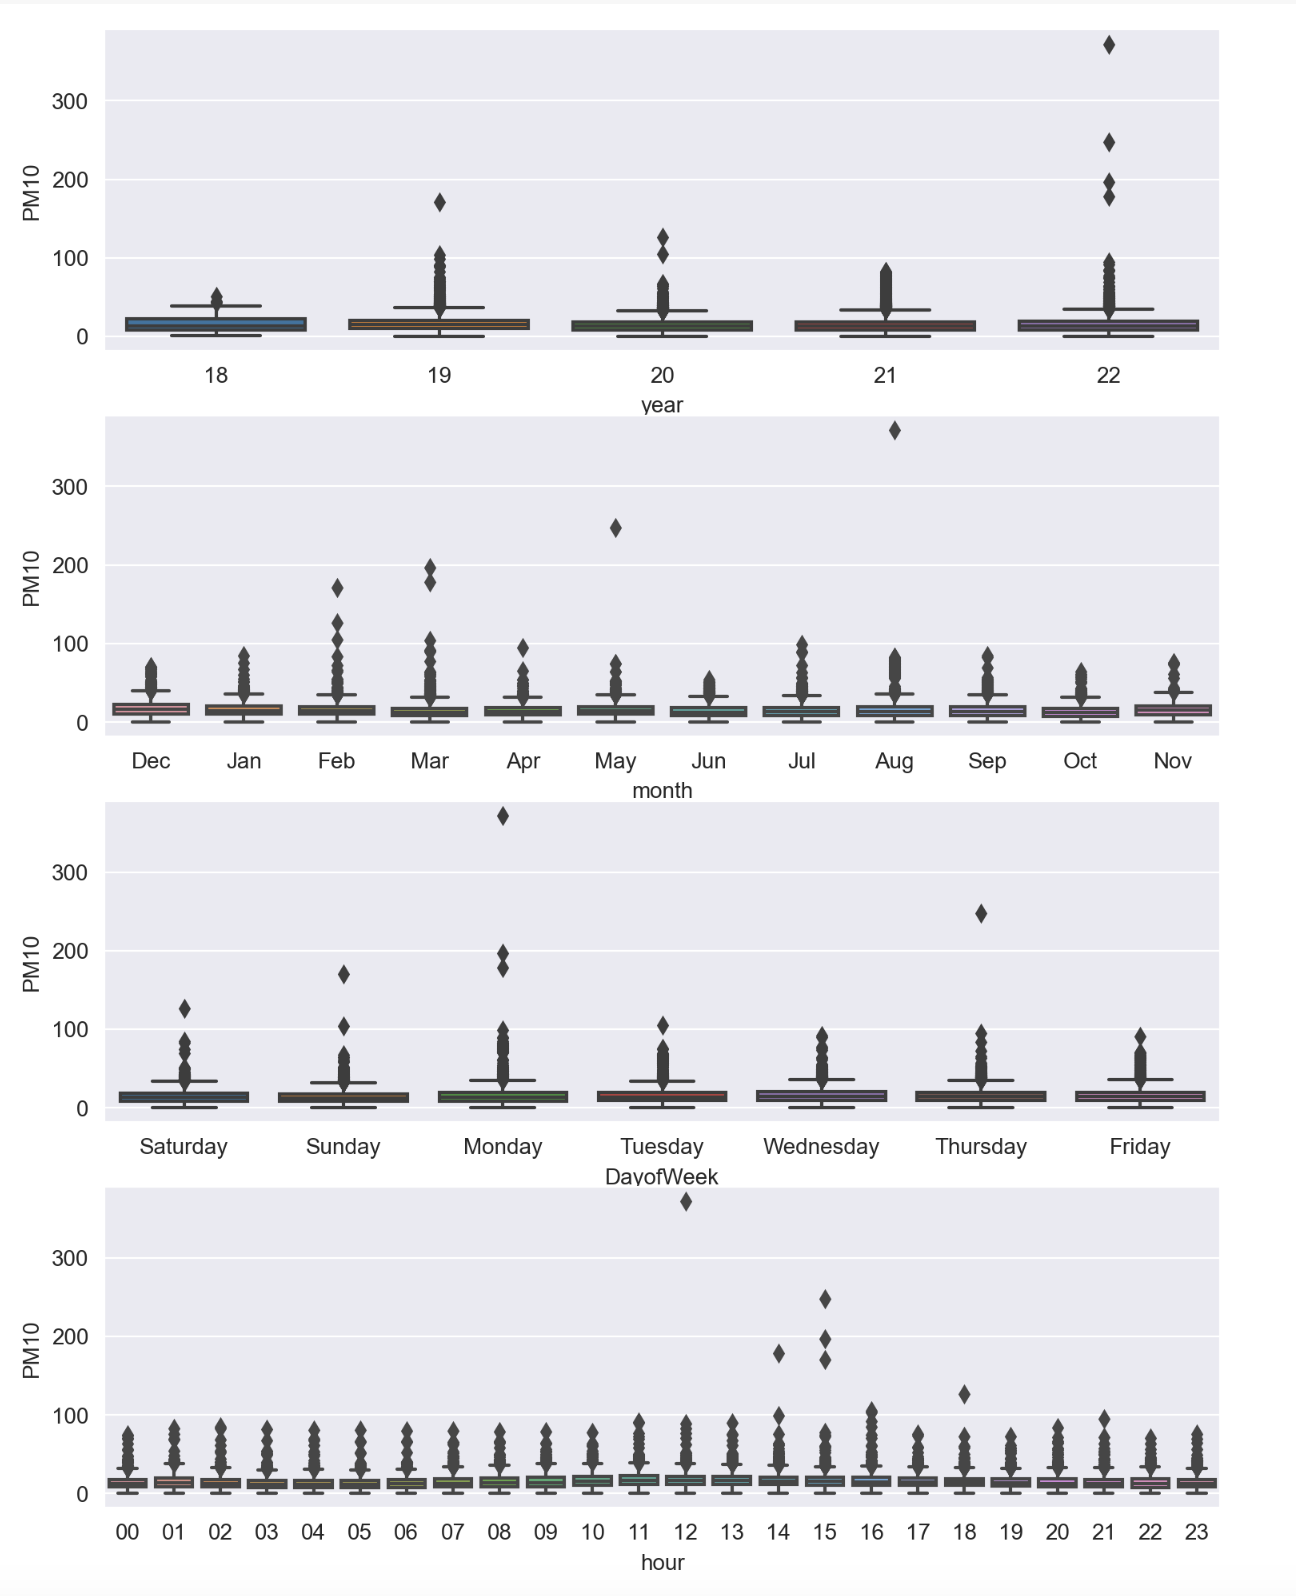 300
200
100
0
PM10
18 19 20 21 22
year
300
200
100
0
PM10
Dec Jan Feb Mar Apr May Jun Jul Aug Sep Oct Nov
month
300
200
100
0
PM10
Saturday Sunday Monday Tuesday Wednesday Thursday Friday
DayofWeek
300
200
100
0
PM10
00 01 02 03 04 05 06 07 08 09 10 11 12 13 14 15 16 17 18 19 20 21 22 23
hour